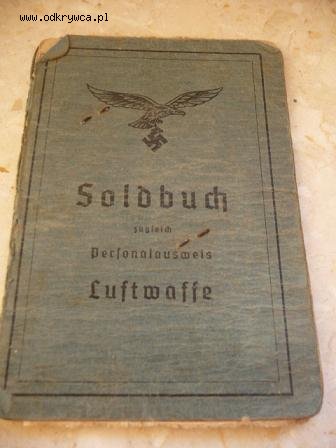 www.odkrywca.pl
Soldbuch
zugleich
Personalausweis
Luftwaffe